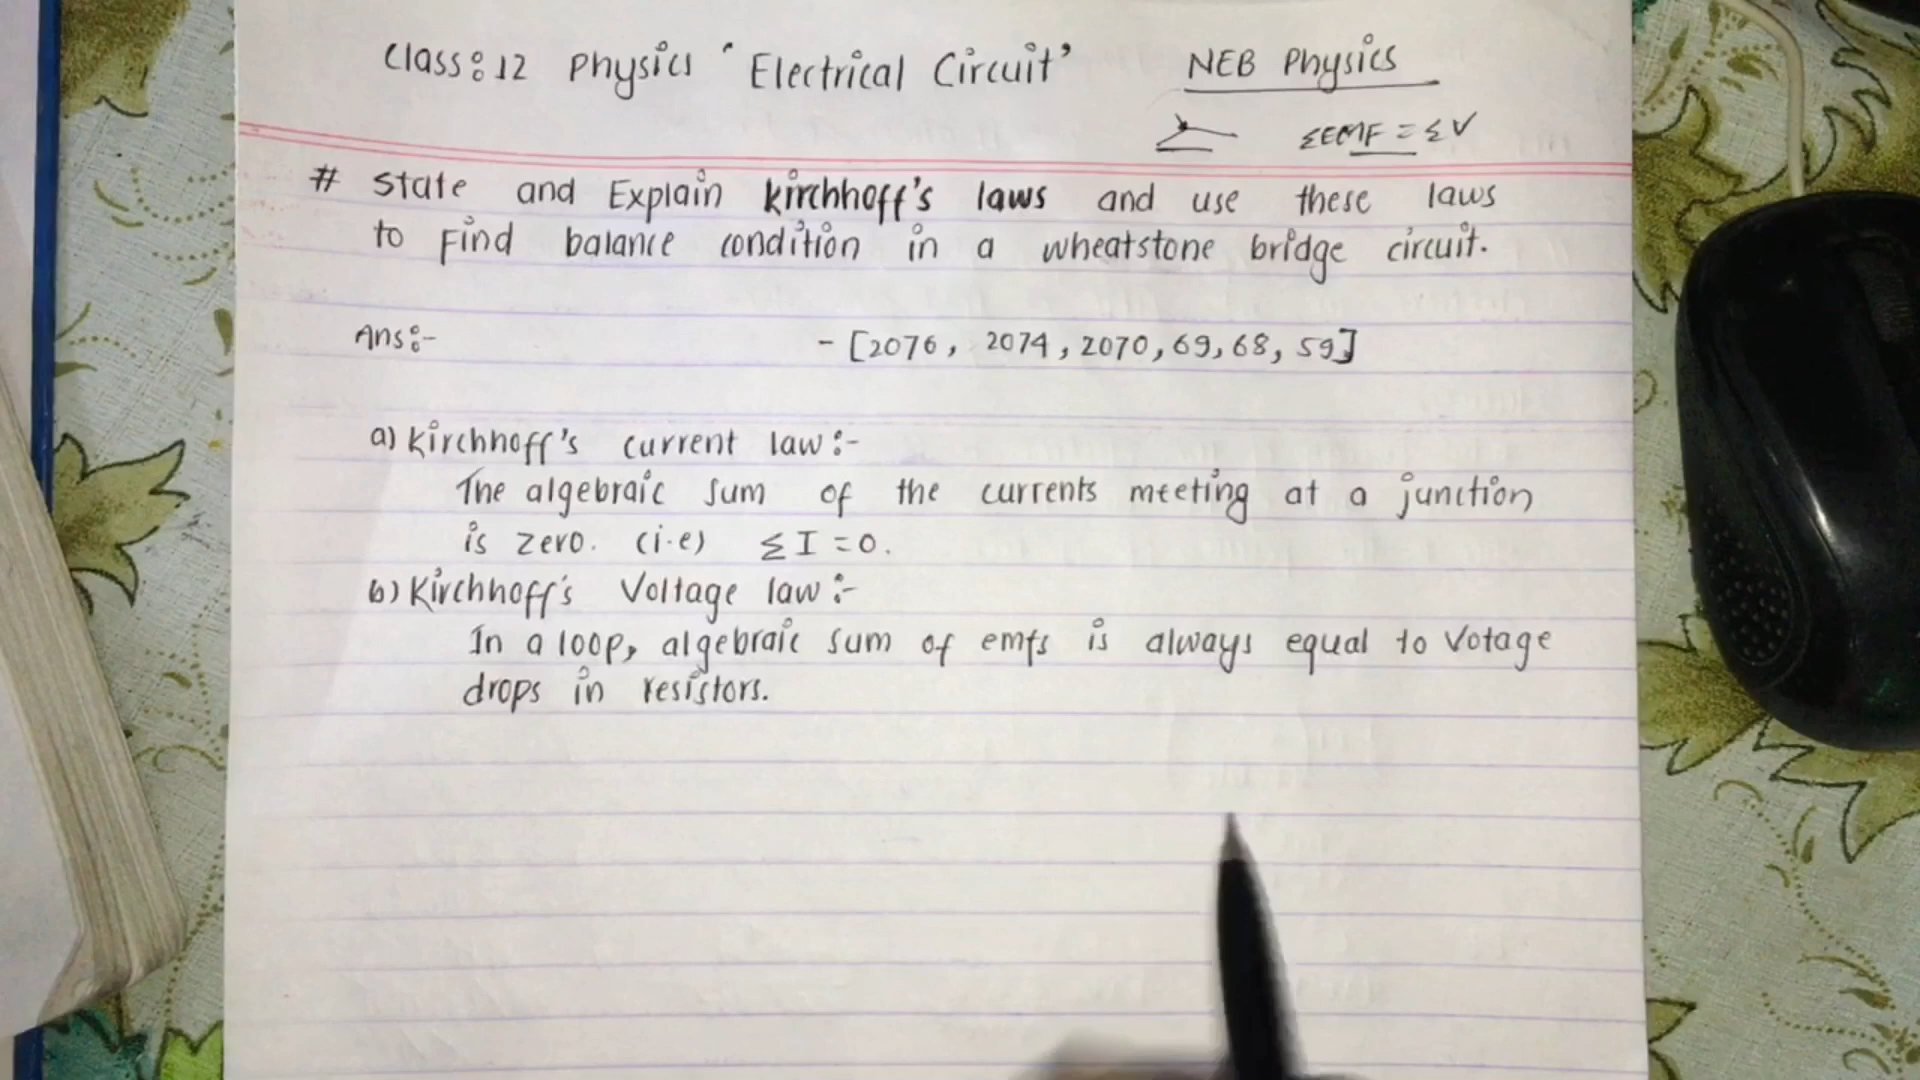 Class: 12 Physics 'Electrical Circuit' NEB Physics
ΣEMF = ΣV
# State and Explain Kirchhoff's laws and use these laws
to Find balance condition in a wheatstone bridge circuit.
Ans:-
- [2076, 2074, 2070, 69, 68, 59]
a) Kirchhoff's current law :-
The algebraic sum of the currents meeting at a junction
is zero. (i.e) ΣI = 0.
b) Kirchhoff's Voltage law :-
In a loop, algebraic sum of emfs is always equal to Votage
drops in resistors.